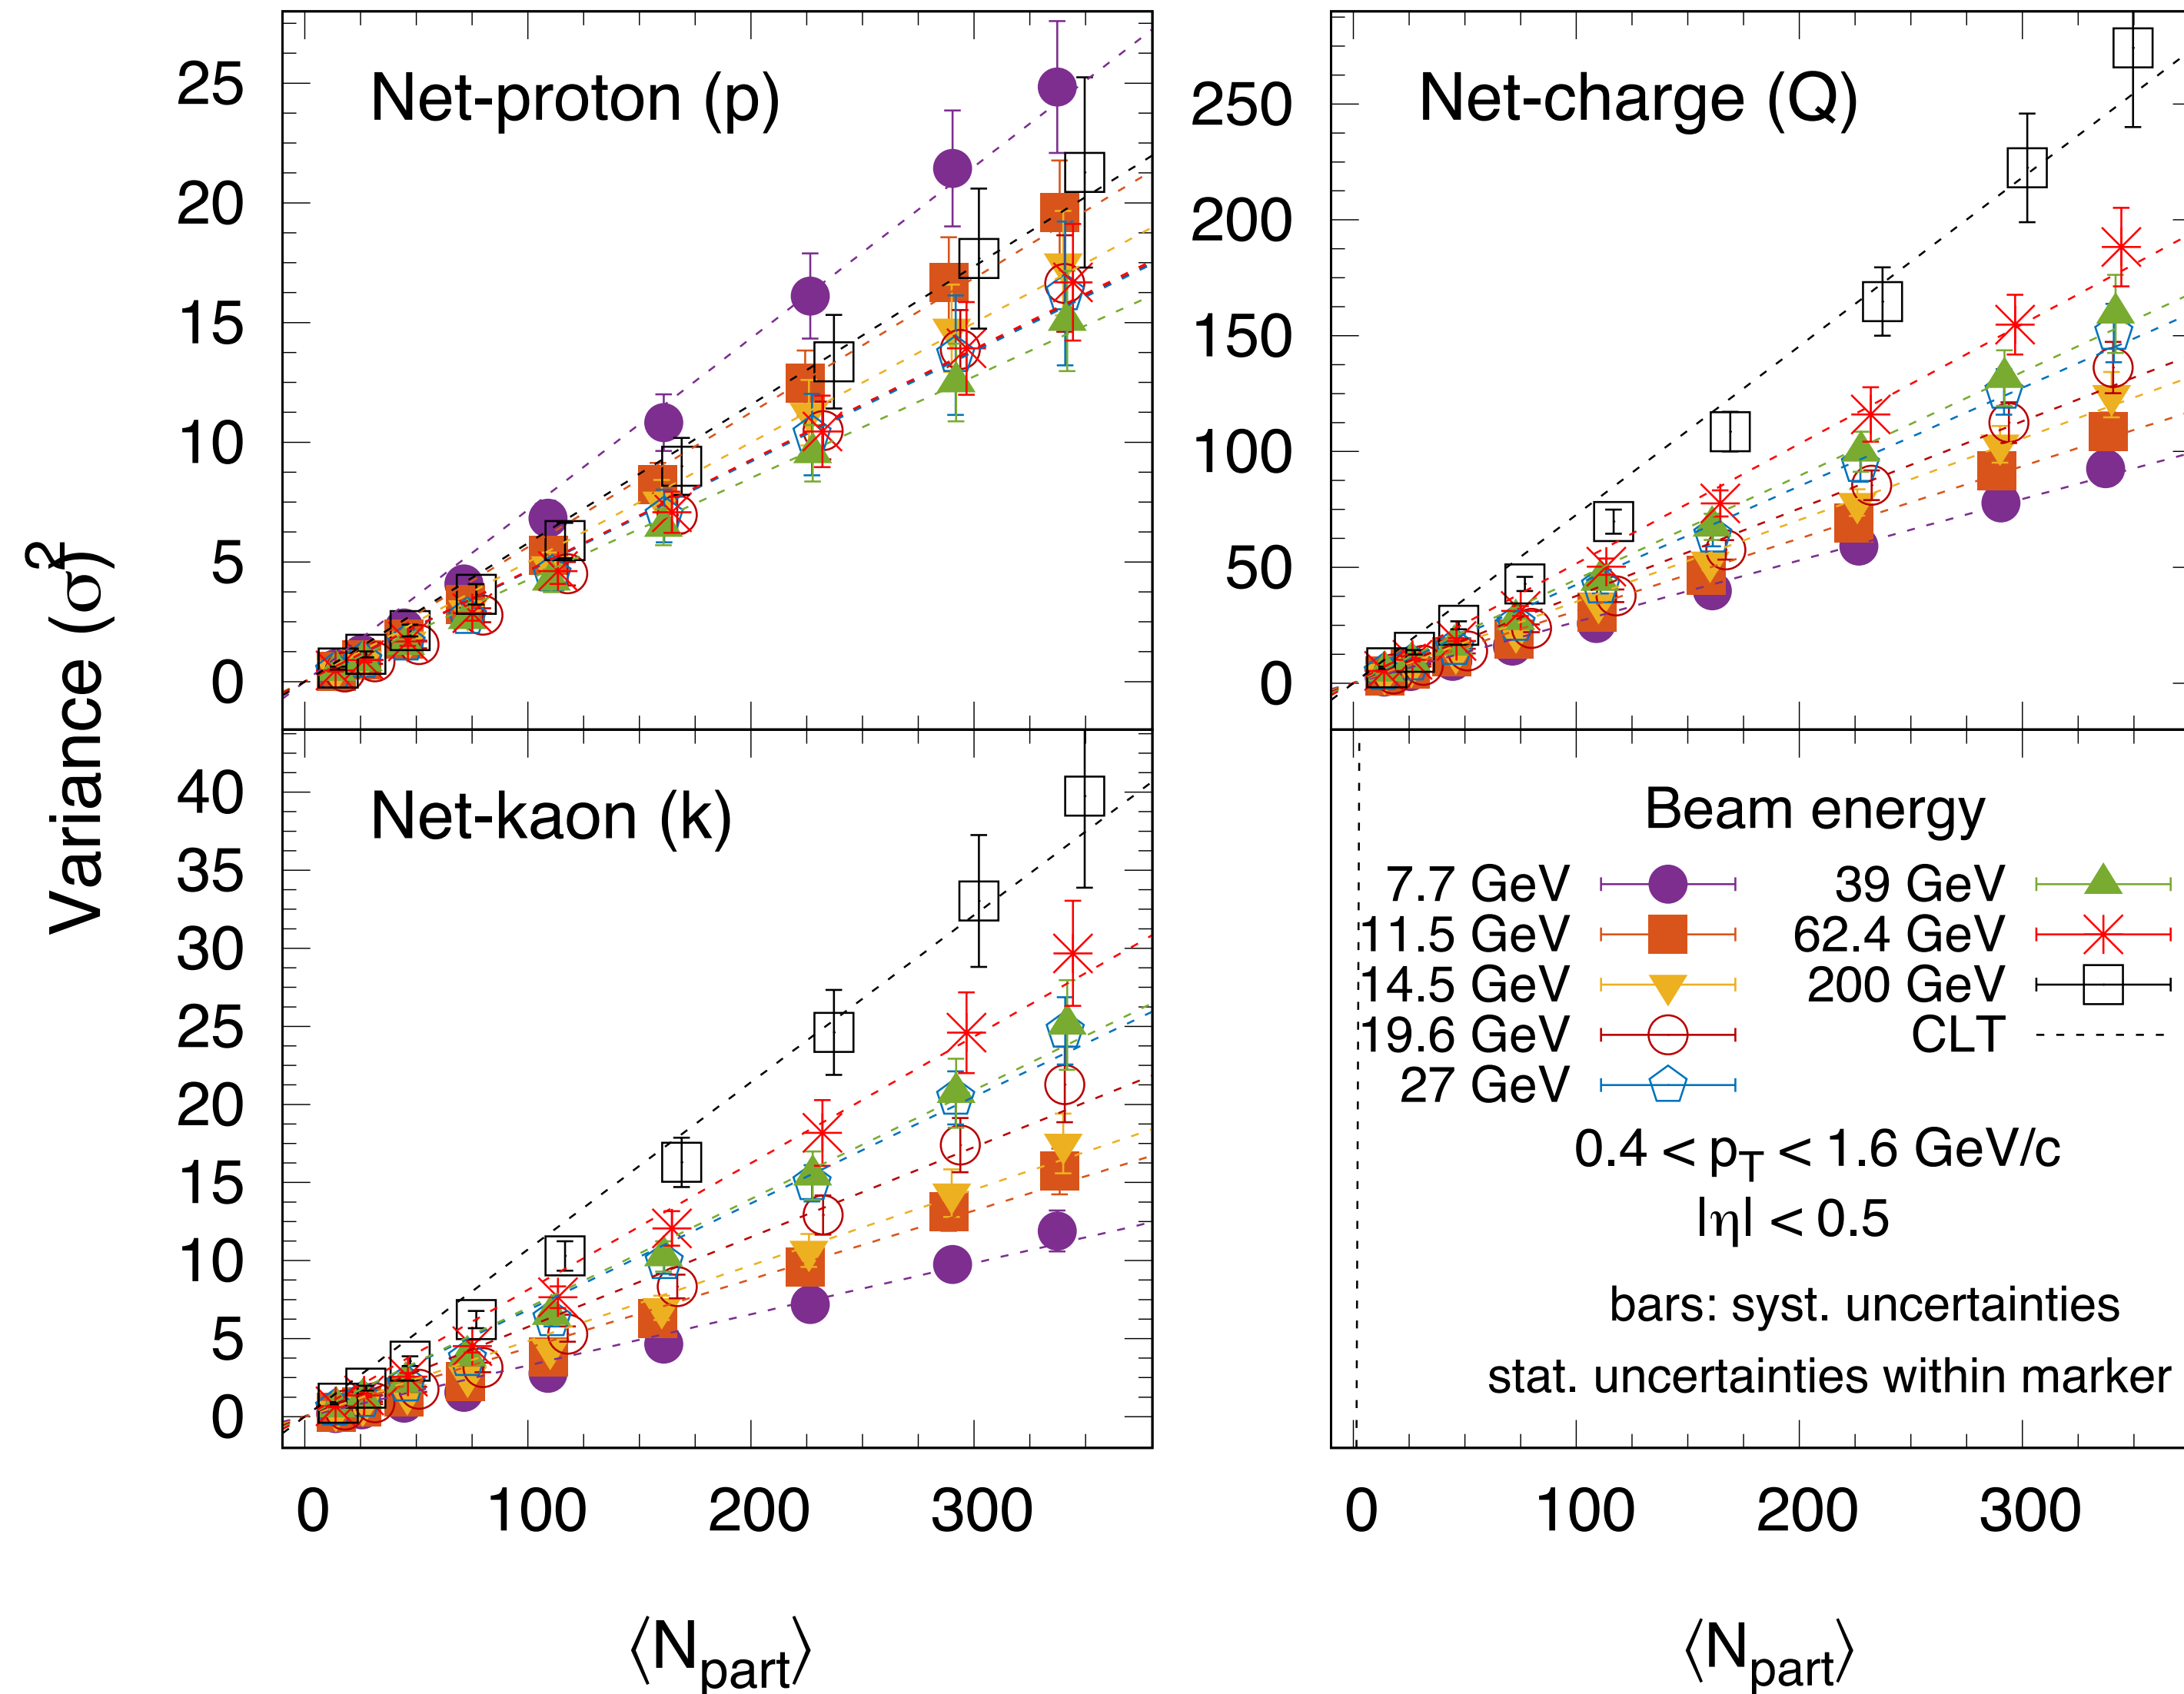 Variance (σ²)
Net-proton (p)
25
20
15
10
5
0
Net-charge (Q)
250
200
150
100
50
0
Net-kaon (k)
40
35
30
25
20
15
10
5
0
0 100 200 300
⟨Npart⟩
Beam energy
7.7 GeV 39 GeV
11.5 GeV 62.4 GeV
14.5 GeV 200 GeV
19.6 GeV CLT
27 GeV
0.4 < pT < 1.6 GeV/c
|η| < 0.5
bars: syst. uncertainties
stat. uncertainties within marker
0 100 200 300
⟨Npart⟩